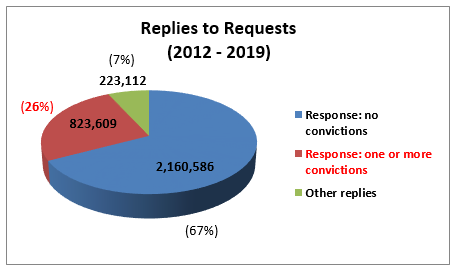 Replies to Requests
(2012 - 2019)
(7%)
223,112
(26%)
823,609
2,160,586
(67%)
Response: no
convictions
Response: one or more
convictions
Other replies